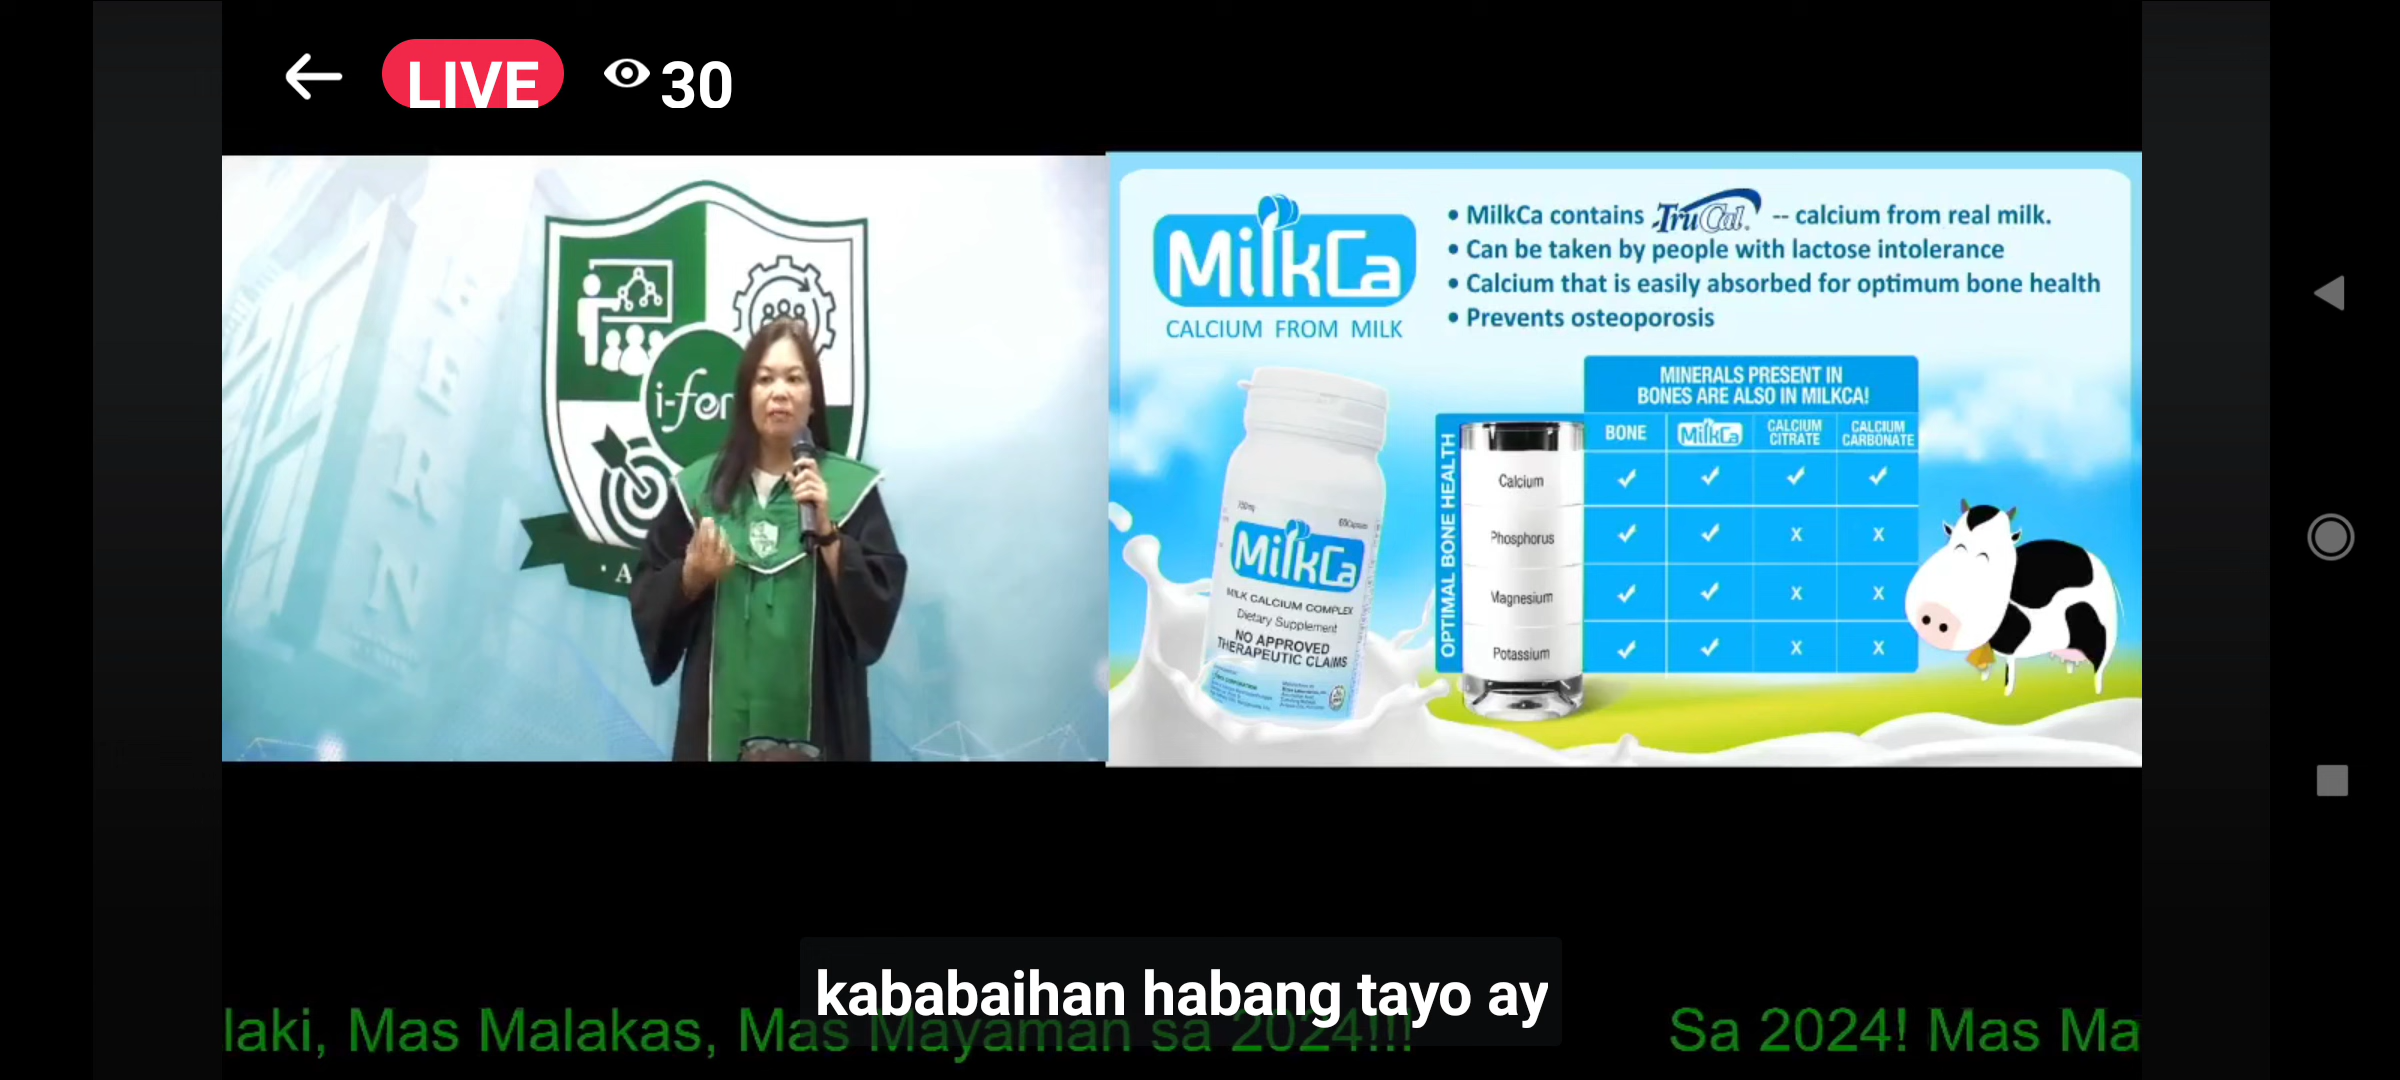 LIVE 30
i-fer
· A
MilkCa
CALCIUM FROM MILK
• MilkCa contains TruCal. -- calcium from real milk.
• Can be taken by people with lactose intolerance
• Calcium that is easily absorbed for optimum bone health
• Prevents osteoporosis
MINERALS PRESENT IN
BONES ARE ALSO IN MILKCA!
BONE MilkCa CALCIUM CITRATE CALCIUM CARBONATE
OPTIMAL BONE HEALTH
Calcium
Phosphorus x x
Magnesium x x
Potassium x x
MilkCa
MILK CALCIUM COMPLEX
Dietary Supplement
NO APPROVED
THERAPEUTIC CLAIMS
kababaihan habang tayo ay
laki, Mas Malakas, Mas Mayaman sa 2024!!! Sa 2024! Mas Ma